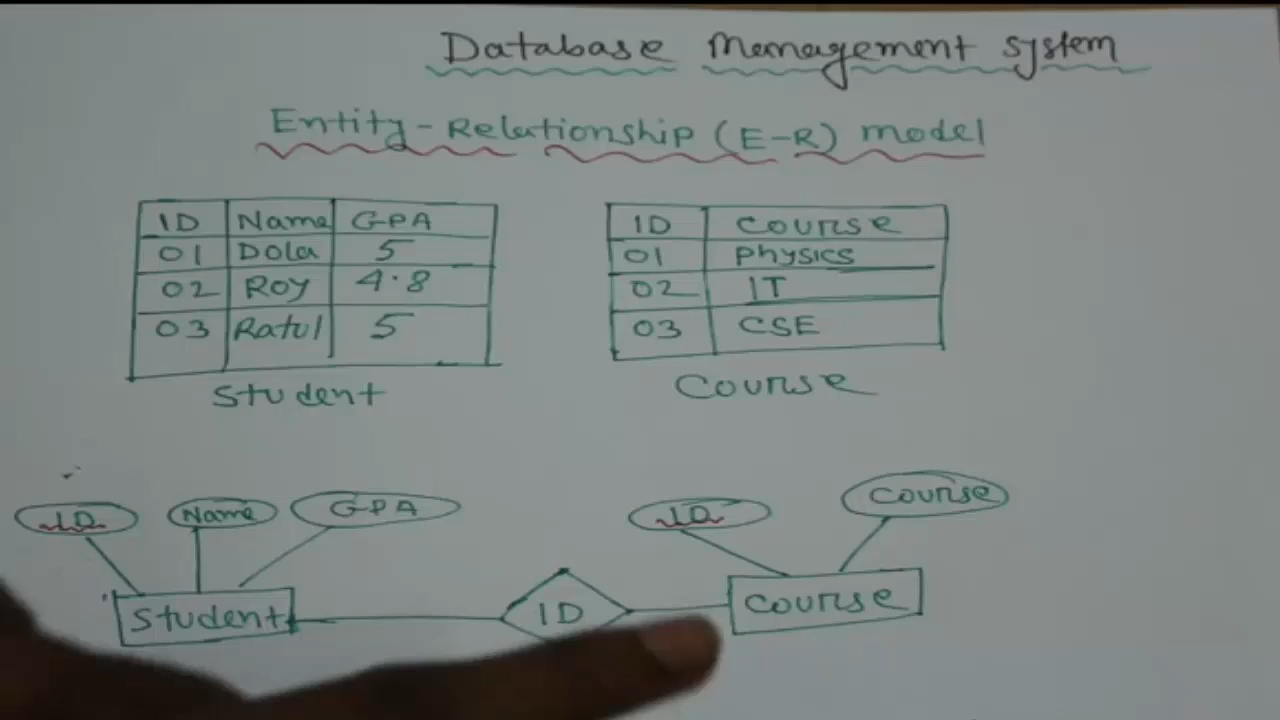 Database Management system
Entity-Relationship (E-R) model
ID Name GPA
01 Dola 5
02 Roy 4.8
03 Ratul 5
Student
ID Course
01 Physics
02 IT
03 CSE
Course
ID Name GPA
Student
ID
ID Course
Course